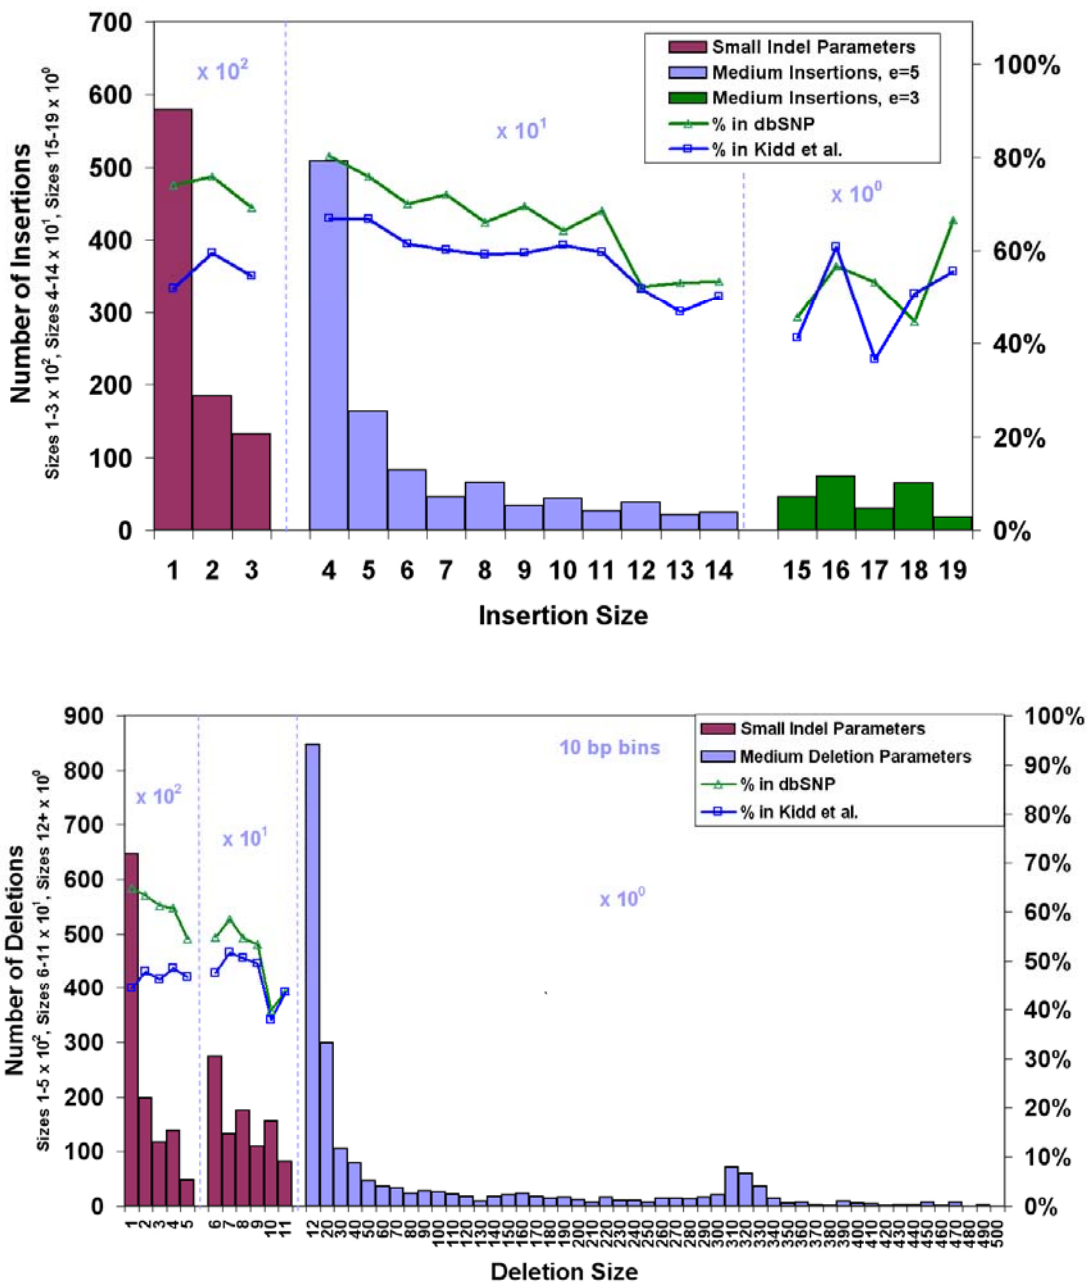 700
600
500
400
300
200
100
0
Number of Insertions
Sizes 1-3 x 10², Sizes 4-14 x 10¹, Sizes 15-19 x 10⁰
x 10²
x 10¹
x 10⁰
Small Indel Parameters
Medium Insertions, e=5
Medium Insertions, e=3
% in dbSNP
% in Kidd et al.
100%
80%
60%
40%
20%
0%
1 2 3 4 5 6 7 8 9 10 11 12 13 14 15 16 17 18 19
Insertion Size
900
800
700
600
500
400
300
200
100
0
Number of Deletions
Sizes 1-5 x 10², Sizes 6-11 x 10¹, Sizes 12+ x 10⁰
x 10²
x 10¹
10 bp bins
x 10⁰
Small Indel Parameters
Medium Deletion Parameters
% in dbSNP
% in Kidd et al.
100%
90%
80%
70%
60%
50%
40%
30%
20%
10%
0%
1 2 3 4 5 6 7 8 9 10 11 12 20 30 40 50 60 70 80 90 100 110 120 130 140 150 160 170 180 190 200 210 220 230 240 250 260 270 280 290 300 310 320 330 340 350 360 370 380 390 400 410 420 430 440 450 460 470 480 490 500
Deletion Size